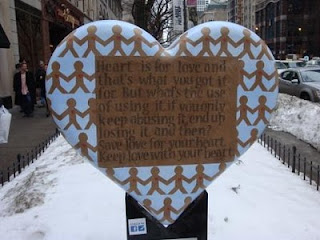 Heart is for love and
that's what you got it
for. But what's the use
of using it, if you only
keep abusing it, end up
losing it, and then?
Save love for your heart.
Keep love with your heart.